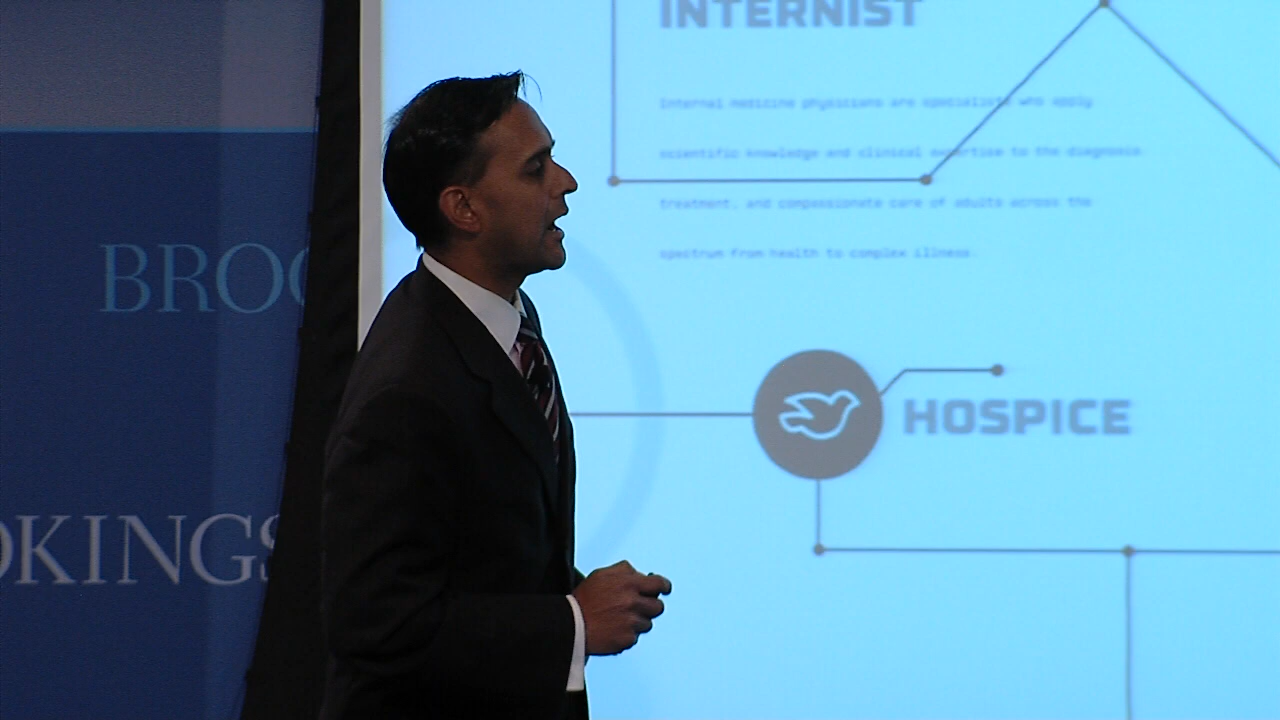 INTERNIST
Internal medicine physicians are specialists who apply
scientific knowledge and clinical expertise to the diagnosis
treatment, and compassionate care of adults across the
spectrum from health to complex illness.
BROO
HOSPICE
OKINGS